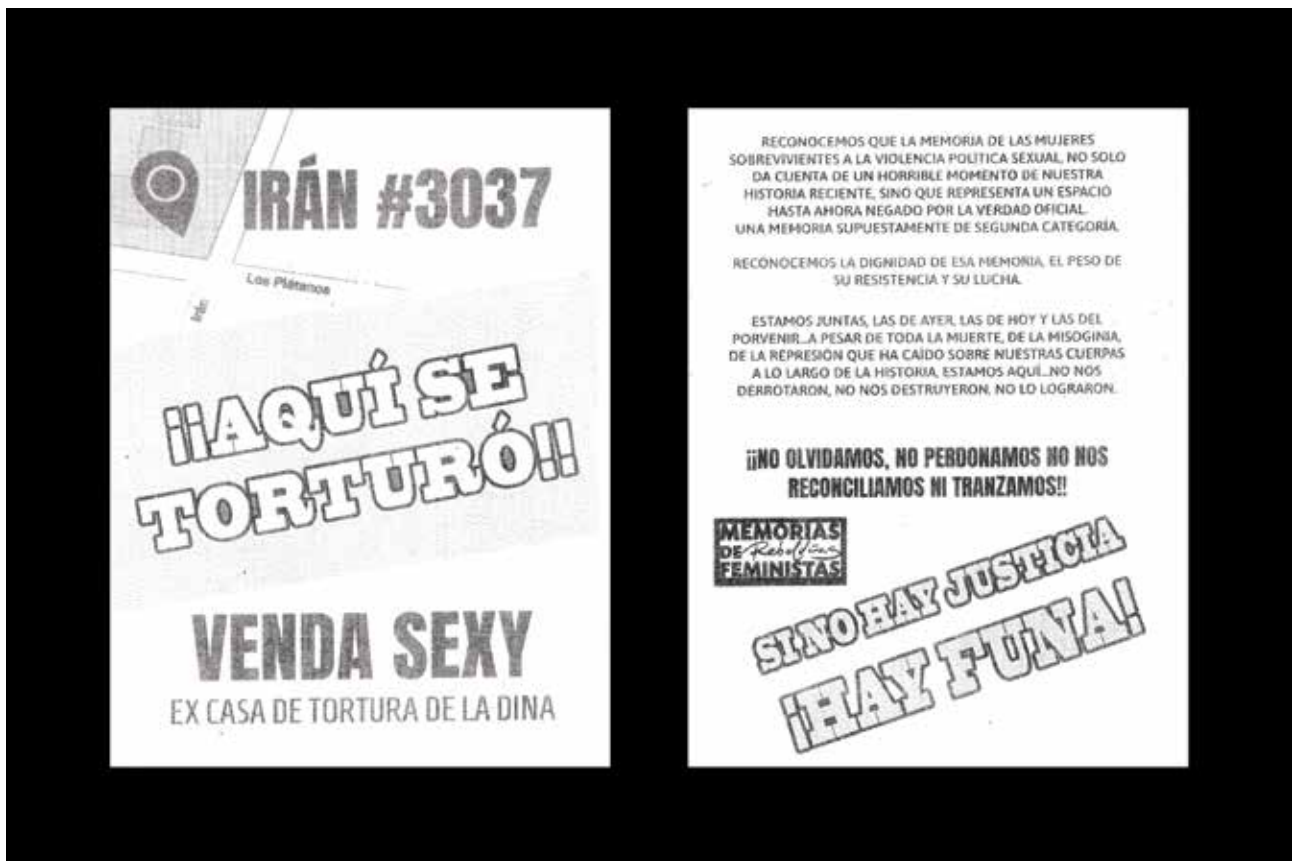 IRÁN #3037
Los Plátanos
Irán
¡¡AQUÍ SE
TORTURÓ!!
VENDA SEXY
EX CASA DE TORTURA DE LA DINA
RECONOCEMOS QUE LA MEMORIA DE LAS MUJERES
SOBREVIVIENTES A LA VIOLENCIA POLÍTICA SEXUAL, NO SOLO
DA CUENTA DE UN HORRIBLE MOMENTO DE NUESTRA
HISTORIA RECIENTE, SINO QUE REPRESENTA UN ESPACIO
HASTA AHORA NEGADO POR LA VERDAD OFICIAL.
UNA MEMORIA SUPUESTAMENTE DE SEGUNDA CATEGORÍA.
RECONOCEMOS LA DIGNIDAD DE ESA MEMORIA, EL PESO DE
SU RESISTENCIA Y SU LUCHA.
ESTAMOS JUNTAS, LAS DE AYER, LAS DE HOY Y LAS DEL
PORVENIR...A PESAR DE TODA LA MUERTE, DE LA MISOGINIA,
DE LA REPRESIÓN QUE HA CAÍDO SOBRE NUESTRAS CUERPAS
A LO LARGO DE LA HISTORIA, ESTAMOS AQUÍ...NO NOS
DERROTARON, NO NOS DESTRUYERON, NO LO LOGRARON.
¡¡NO OLVIDAMOS, NO PERDONAMOS NO NOS
RECONCILIAMOS NI TRANZAMOS!!
MEMORIAS
DE Rebeldías
FEMINISTAS
SI NO HAY JUSTICIA
¡HAY FUNA!